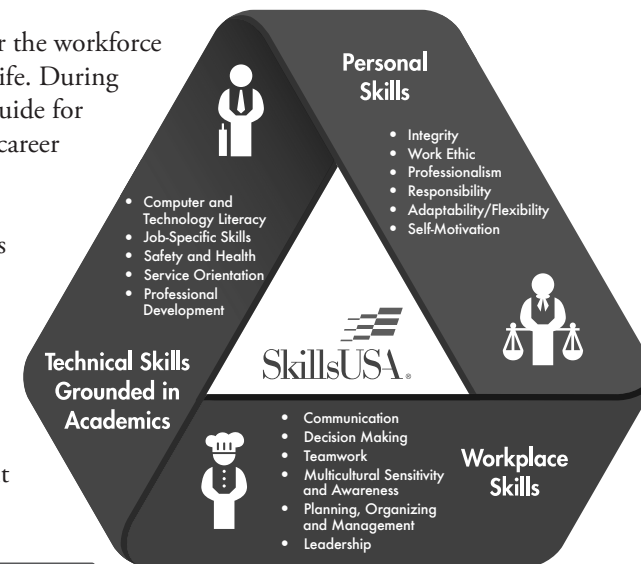 r the workforce
ife. During
uide for
career
s
t
Personal
Skills
• Integrity
• Work Ethic
• Professionalism
• Responsibility
• Adaptability/Flexibility
• Self-Motivation
• Computer and
Technology Literacy
• Job-Specific Skills
• Safety and Health
• Service Orientation
• Professional
Development
Technical Skills
Grounded in
Academics
SkillsUSA®
• Communication
• Decision Making
• Teamwork
• Multicultural Sensitivity
and Awareness
• Planning, Organizing
and Management
• Leadership
Workplace
Skills